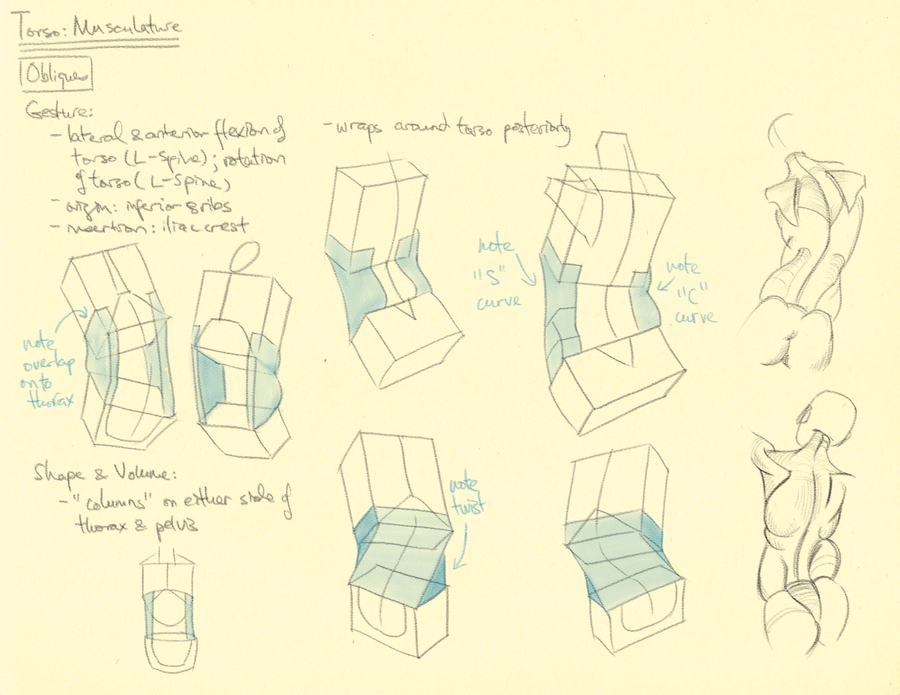 Torso: Musculature
Obliques
Gesture:
- lateral & anterior flexion of
torso (L-Spine); rotation
of torso (L-Spine)
- origin: inferior 8 ribs
- insertion: iliac crest
- wraps around torso posteriorly
note
overlap
onto
thorax
note
"S"
curve
note
"C"
curve
Shape & Volume:
- "columns" on either side of
thorax & pelvis
note
twist